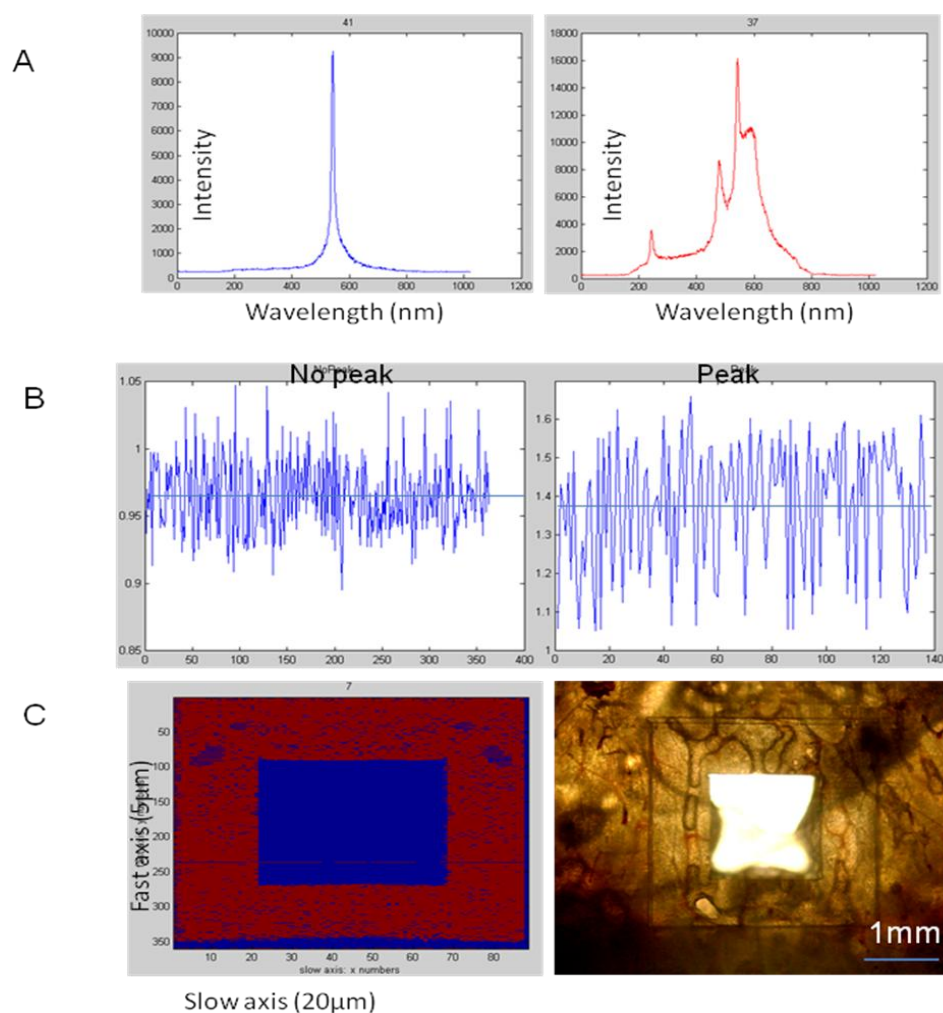 A
41
37
10000
9000
8000
7000
6000
5000
4000
3000
2000
1000
0
Intensity
0 200 400 600 800 1000 1200
Wavelength (nm)
18000
16000
14000
12000
10000
8000
6000
4000
2000
0
Intensity
0 200 400 600 800 1000 1200
Wavelength (nm)
B
No peak
Peak
1.05
1
0.95
0.9
0.85
0 50 100 150 200 250 300 350 400
1.6
1.5
1.4
1.3
1.2
1.1
1
0 20 40 60 80 100 120 140
C
7
50
100
150
200
250
300
350
Fast axis (5µm)
10 20 30 40 50 60 70 80
slow axis: x numbers
Slow axis (20µm)
1mm